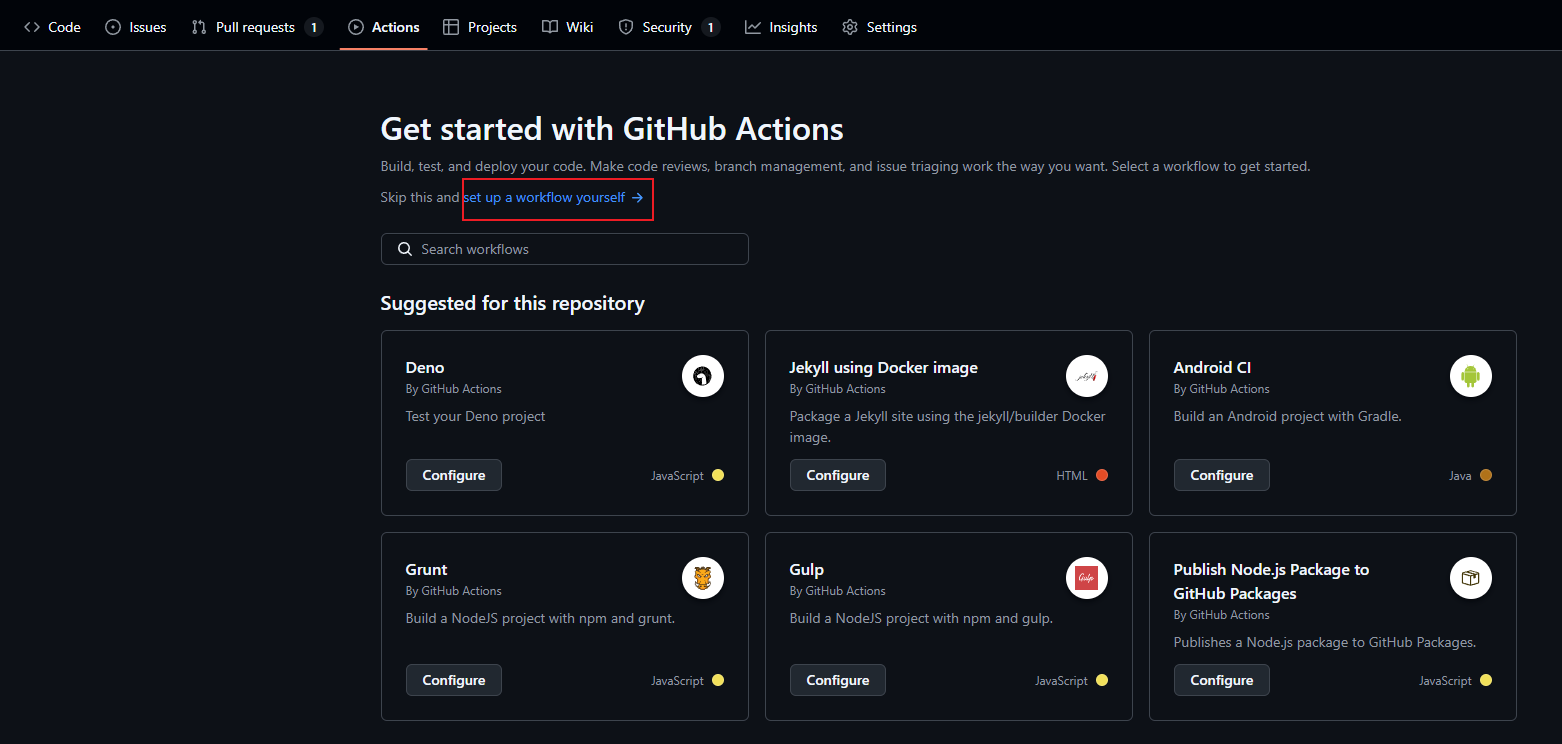 Code Issues Pull requests 1 Actions Projects Wiki Security 1 Insights Settings
Get started with GitHub Actions
Build, test, and deploy your code. Make code reviews, branch management, and issue triaging work the way you want. Select a workflow to get started.
Skip this and set up a workflow yourself →
Search workflows
Suggested for this repository
Deno
By GitHub Actions
Test your Deno project
Configure
JavaScript
Jekyll using Docker image
By GitHub Actions
Package a Jekyll site using the jekyll/builder Docker
image.
Configure
HTML
Android CI
By GitHub Actions
Build an Android project with Gradle.
Configure
Java
Grunt
By GitHub Actions
Build a NodeJS project with npm and grunt.
Configure
JavaScript
Gulp
By GitHub Actions
Build a NodeJS project with npm and gulp.
Configure
JavaScript
Publish Node.js Package to
GitHub Packages
By GitHub Actions
Publishes a Node.js package to GitHub Packages.
Configure
JavaScript